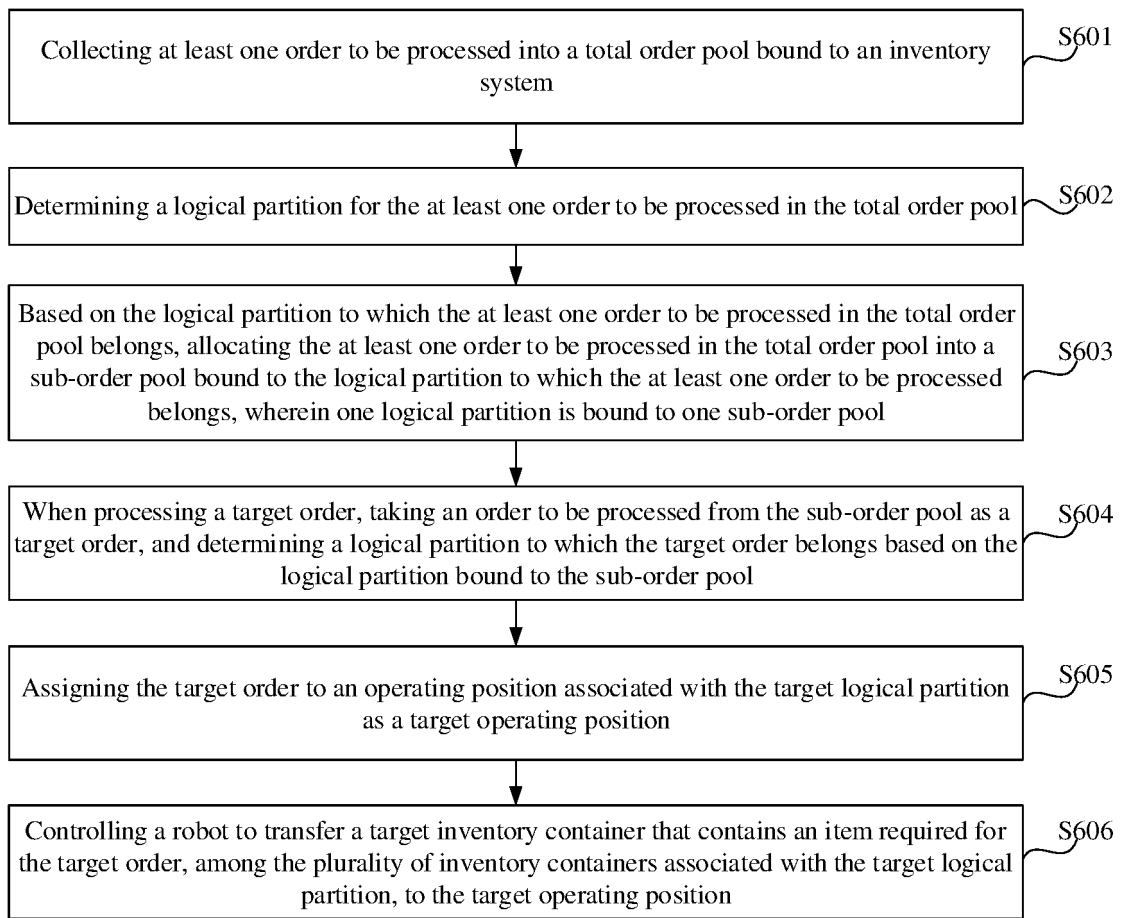 Collecting at least one order to be processed into a total order pool bound to an inventory
system
S601
Determining a logical partition for the at least one order to be processed in the total order pool
S602
Based on the logical partition to which the at least one order to be processed in the total order
pool belongs, allocating the at least one order to be processed in the total order pool into a
sub-order pool bound to the logical partition to which the at least one order to be processed
belongs, wherein one logical partition is bound to one sub-order pool
S603
When processing a target order, taking an order to be processed from the sub-order pool as a
target order, and determining a logical partition to which the target order belongs based on the
logical partition bound to the sub-order pool
S604
Assigning the target order to an operating position associated with the target logical partition
as a target operating position
S605
Controlling a robot to transfer a target inventory container that contains an item required for
the target order, among the plurality of inventory containers associated with the target logical
partition, to the target operating position
S606